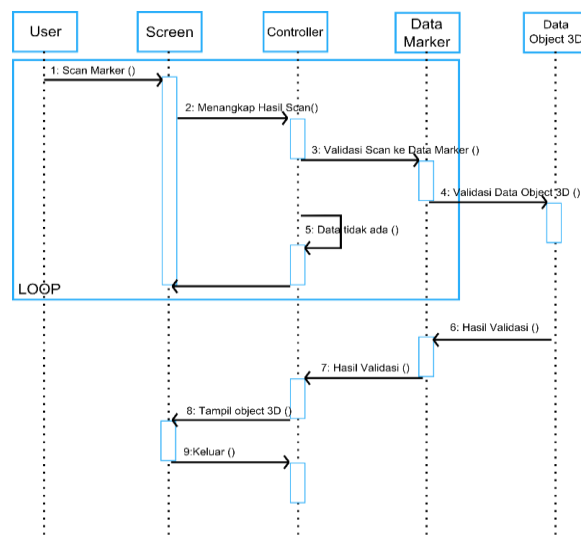 User
Screen
Controller
Data
Marker
Data
Object 3D
1: Scan Marker ()
2: Menangkap Hasil Scan()
3: Validasi Scan ke Data Marker ()
4: Validasi Data Object 3D ()
5: Data tidak ada ()
LOOP
6: Hasil Validasi ()
7: Hasil Validasi ()
8: Tampil object 3D ()
9:Keluar ()